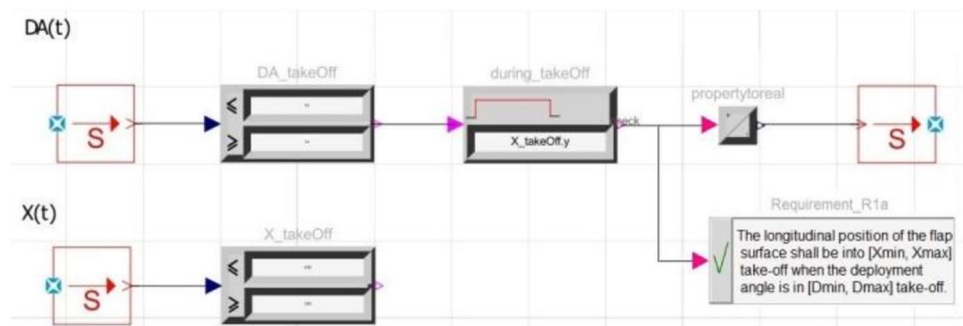 DA(t)
DA_takeOff
during_takeOff
propertytoreal
S
≤
≥
X_takeOff.y
S
X(t)
X_takeOff
Requirement_R1a
S
≤
≥
The longitudinal position of the flap
surface shall be into [Xmin, Xmax]
take-off when the deployment
angle is in [Dmin, Dmax] take-off.